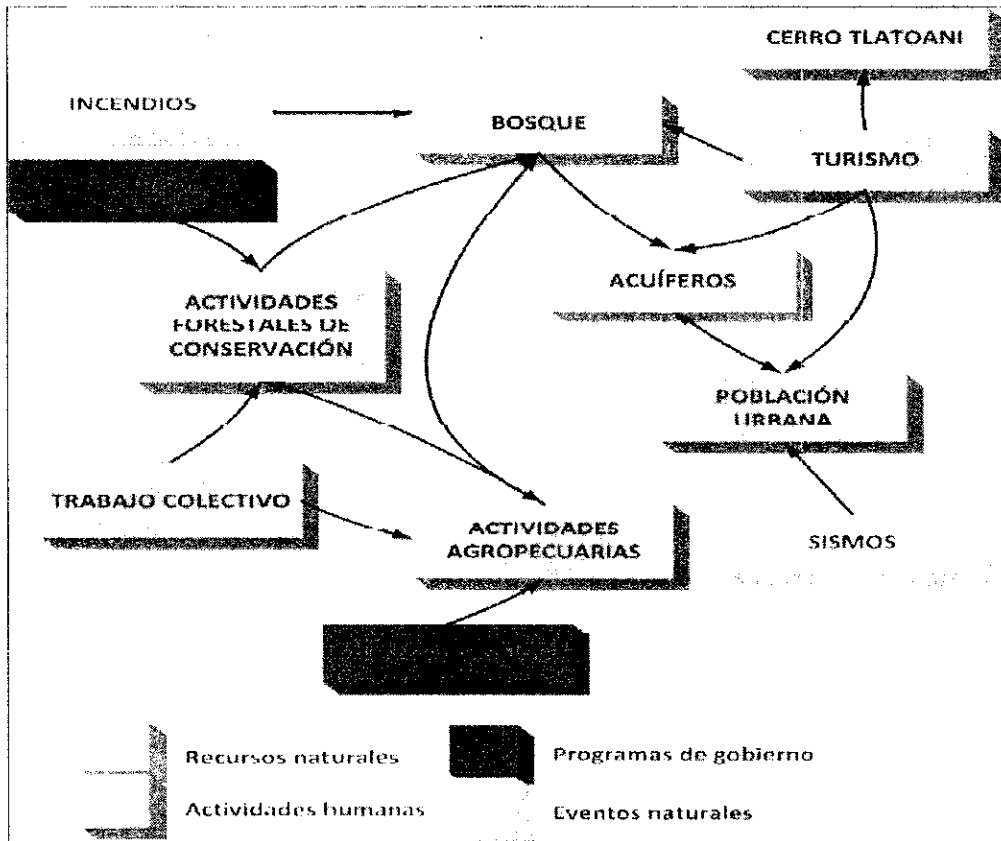 CERRO TLATOANI
INCENDIOS
BOSQUE
TURISMO
ACUÍFEROS
ACTIVIDADES
FORESTALES DE
CONSERVACIÓN
POBLACIÓN
URBANA
TRABAJO COLECTIVO
ACTIVIDADES
AGROPECUARIAS
SISMOS
Recursos naturales
Programas de gobierno
Actividades humanas
Eventos naturales